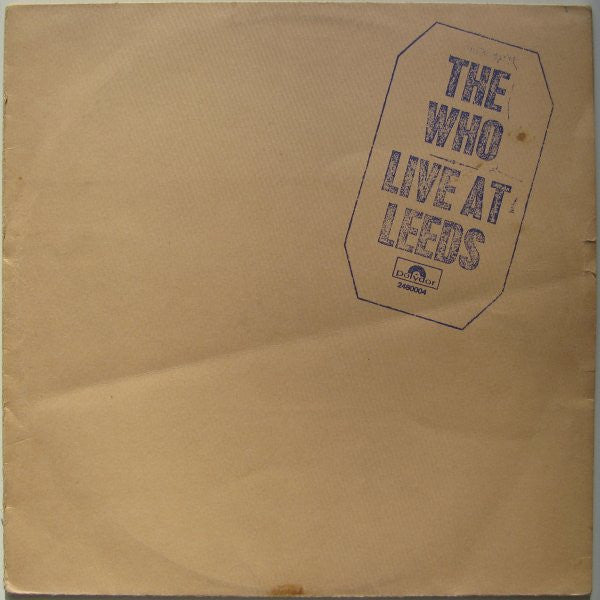 THE
WHO
LIVE AT
LEEDS
polydor
2480004